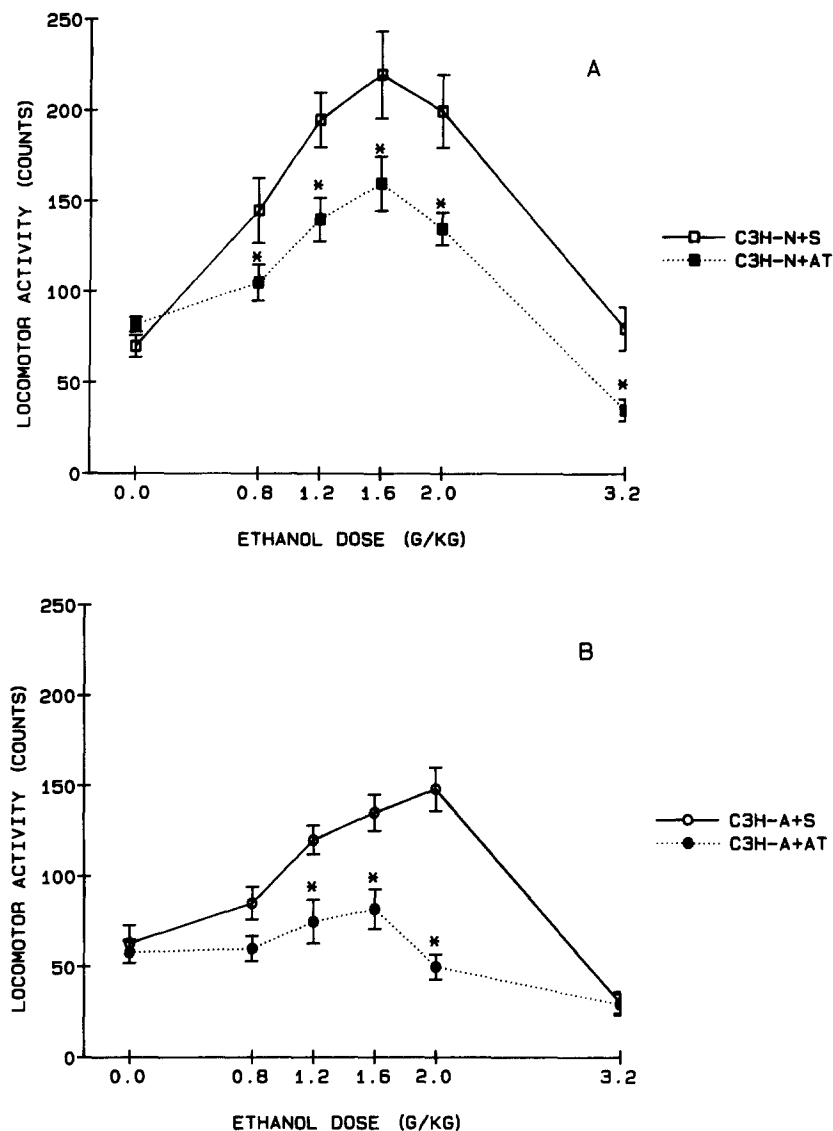 A
LOCOMOTOR ACTIVITY (COUNTS)
250
200
150
100
50
0
*
*
*
*
*
0.0 0.8 1.2 1.6 2.0 3.2
ETHANOL DOSE (G/KG)
C3H-N+S
C3H-N+AT
B
LOCOMOTOR ACTIVITY (COUNTS)
250
200
150
100
50
0
*
*
*
0.0 0.8 1.2 1.6 2.0 3.2
ETHANOL DOSE (G/KG)
C3H-A+S
C3H-A+AT